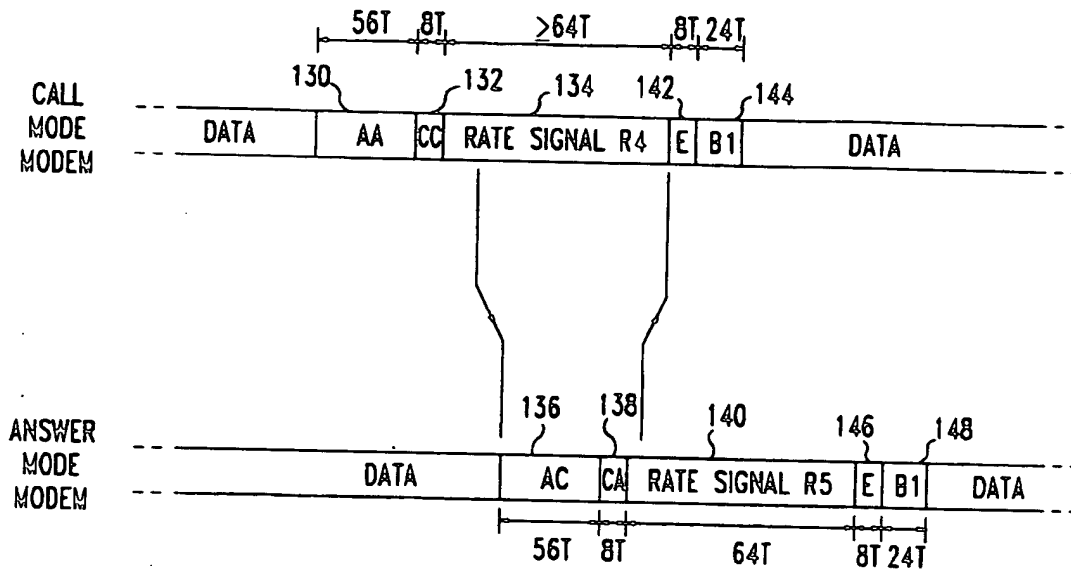 56T 8T ≥64T 8T 24T
130 132 134 142 144
CALL
MODE
MODEM
DATA AA CC RATE SIGNAL R4 E B1 DATA
136 138 140 146 148
ANSWER
MODE
MODEM
DATA AC CA RATE SIGNAL R5 E B1 DATA
56T 8T 64T 8T 24T